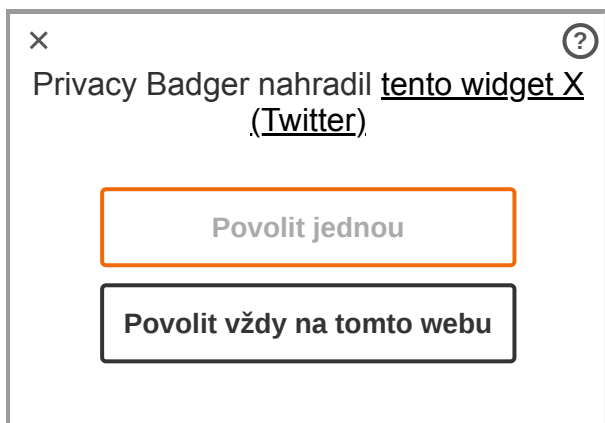 × ?
Privacy Badger nahradil tento widget X
(Twitter)
Povolit jednou
Povolit vždy na tomto webu